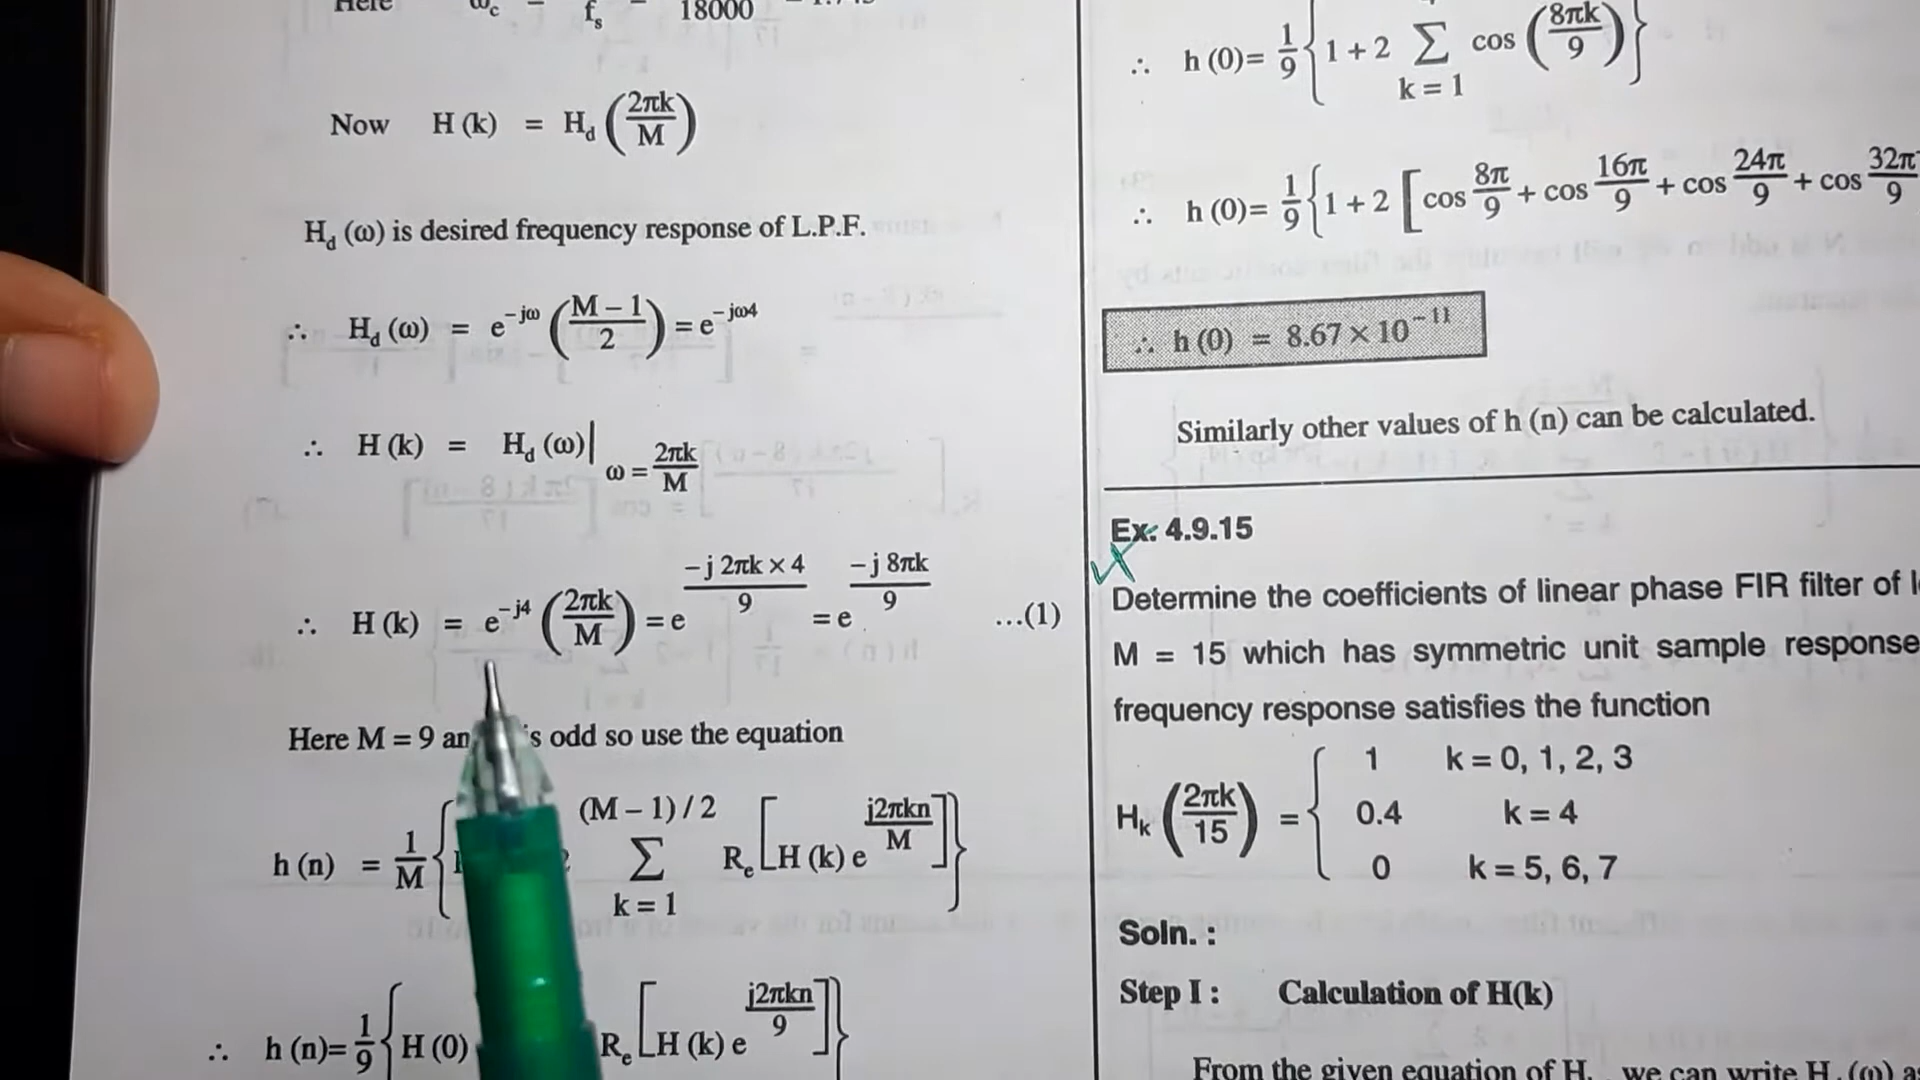 Here ω_c = f_s = 18000
Now H (k) = H_d (2πk/M)
H_d (ω) is desired frequency response of L.P.F.
∴ H_d (ω) = e^{-jω} ((M – 1)/2) = e^{-jω4}
∴ H (k) = H_d (ω)| ω = 2πk/M
∴ H (k) = e^{-j4} (2πk/M) = e^{-j 2πk × 4/9} = e^{-j 8πk/9} ...(1)
Here M = 9 an s odd so use the equation
h (n) = 1/M { (M – 1) / 2 Σ k = 1 R_e [H (k) e^{j2πkn/M}]}
∴ h (n)= 1/9 {H (0) R_e [H (k) e^{j2πkn/9}]}
∴ h (0)= 1/9 {1 + 2 Σ k = 1 cos (8πk/9)}
∴ h (0)= 1/9 {1 + 2 [cos 8π/9 + cos 16π/9 + cos 24π/9 + cos 32π/9
∴ h (0) = 8.67 × 10^{-11}
Similarly other values of h (n) can be calculated.
Ex. 4.9.15
Determine the coefficients of linear phase FIR filter of
M = 15 which has symmetric unit sample response
frequency response satisfies the function
H_k (2πk/15) = { 1 k = 0, 1, 2, 3
0.4 k = 4
0 k = 5, 6, 7
Soln. :
Step I : Calculation of H(k)
From the given equation of H we can write H (ω)